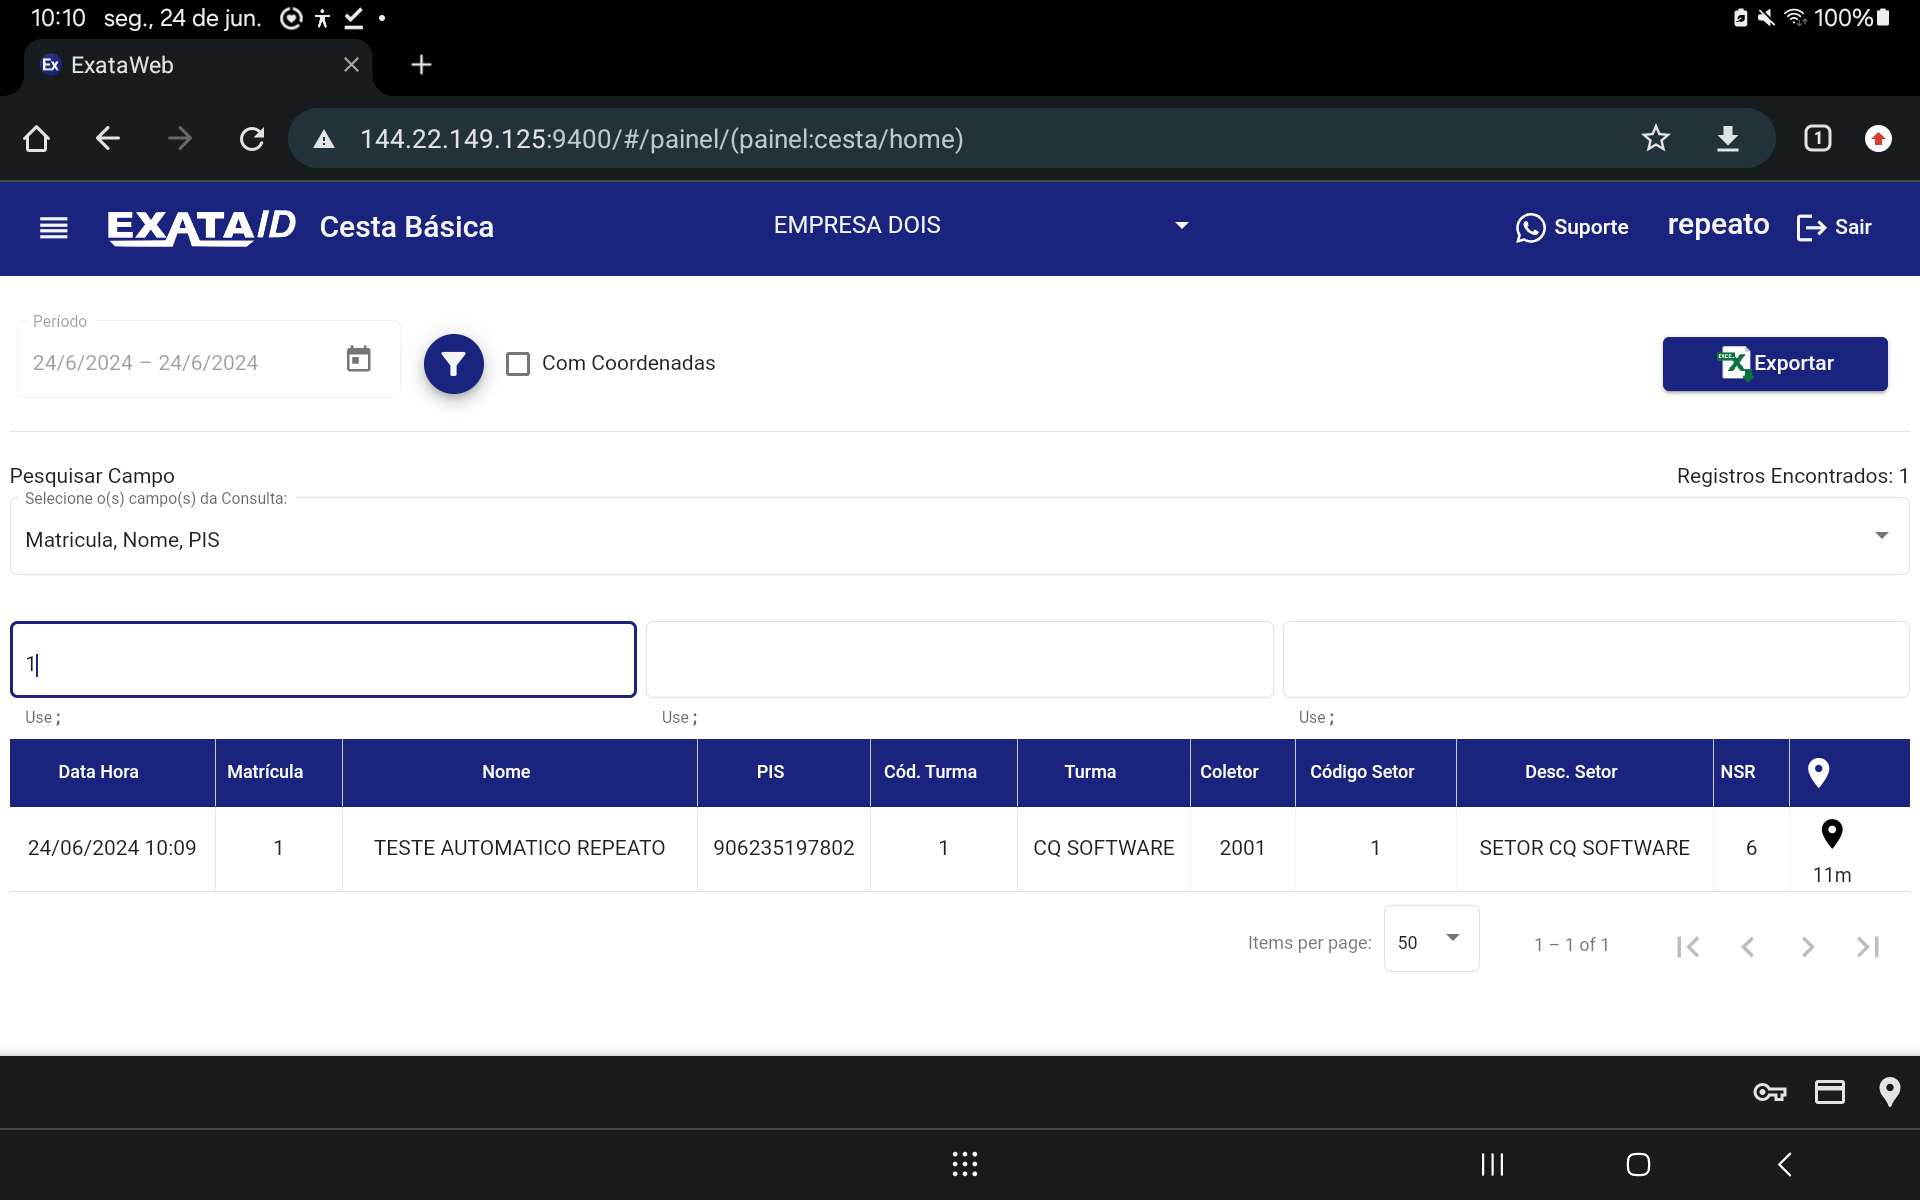 10:10 seg., 24 de jun.
100%
Ex ExataWeb
144.22.149.125:9400/#/painel/(painel:cesta/home)
1
EXATA/ID Cesta Básica EMPRESA DOIS Suporte repeato Sair
Período
24/6/2024 – 24/6/2024
Com Coordenadas
Exportar
Pesquisar Campo
Registros Encontrados: 1
Selecione o(s) campo(s) da Consulta:
Matricula, Nome, PIS
1
Use ; Use ; Use ;
Data Hora Matrícula Nome PIS Cód. Turma Turma Coletor Código Setor Desc. Setor NSR
24/06/2024 10:09 1 TESTE AUTOMATICO REPEATO 906235197802 1 CQ SOFTWARE 2001 1 SETOR CQ SOFTWARE 6
11m
Items per page: 50 1 – 1 of 1